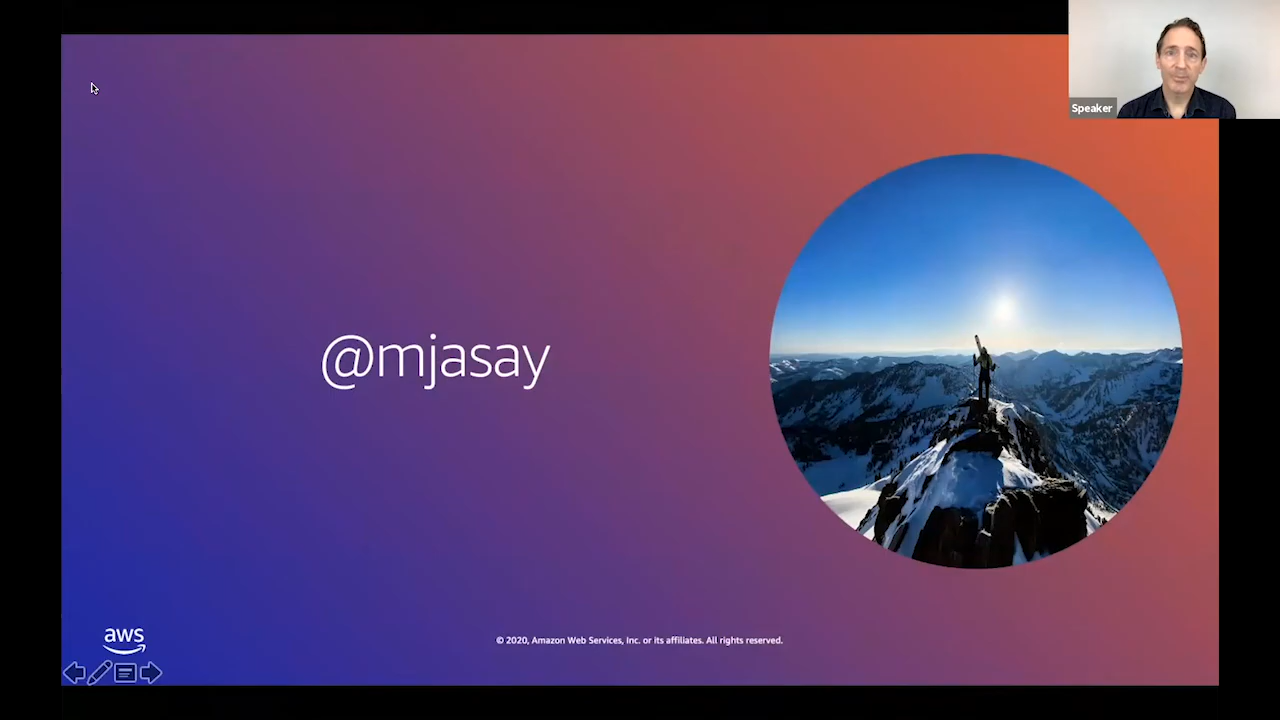 Speaker
@mjasay
aws
© 2020, Amazon Web Services, Inc. or its affiliates. All rights reserved.